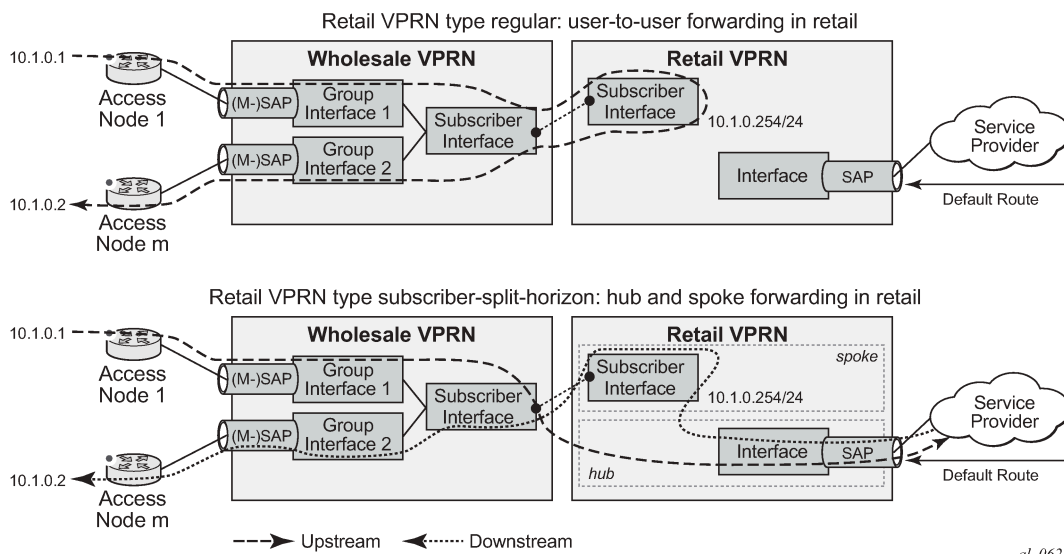 Retail VPRN type regular: user-to-user forwarding in retail
Wholesale VPRN
Retail VPRN
10.1.0.1
Access
Node 1
(M-)SAP
Group
Interface 1
Subscriber
Interface
Subscriber
Interface
10.1.0.254/24
Service
Provider
(M-)SAP
Group
Interface 2
Interface
SAP
Default Route
10.1.0.2
Access
Node m
Retail VPRN type subscriber-split-horizon: hub and spoke forwarding in retail
Wholesale VPRN
Retail VPRN
10.1.0.1
Access
Node 1
(M-)SAP
Group
Interface 1
Subscriber
Interface
Subscriber
Interface
spoke
10.1.0.254/24
Service
Provider
(M-)SAP
Group
Interface 2
Interface
SAP
hub
Default Route
10.1.0.2
Access
Node m
Upstream
Downstream